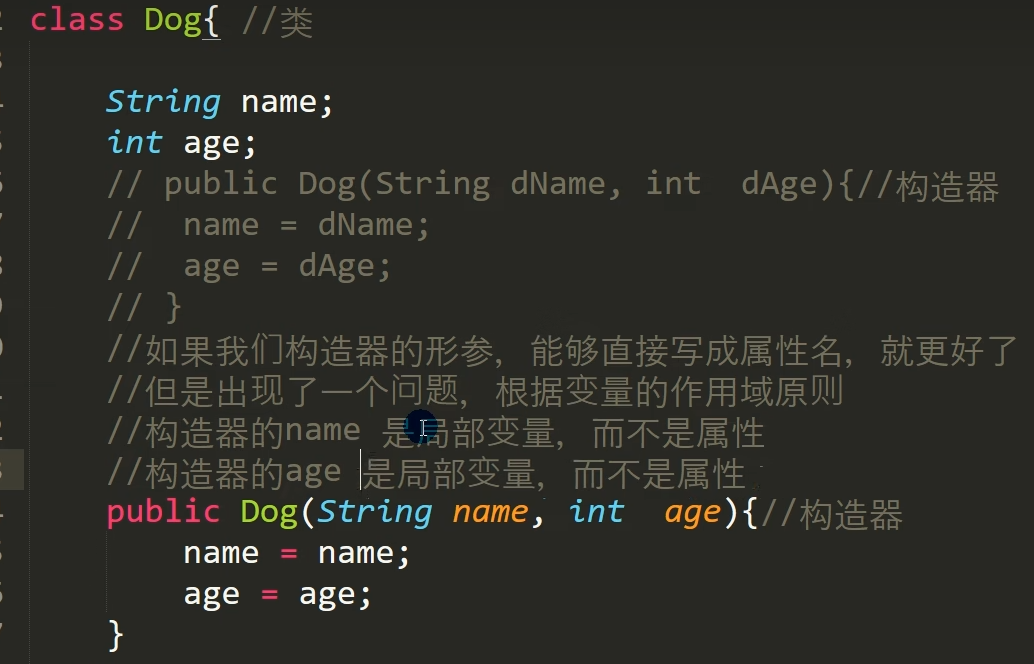 class Dog{ //类
String name;
int age;
// public Dog(String dName, int  dAge){//构造器
//  name = dName;
//  age = dAge;
// }
//如果我们构造器的形参, 能够直接写成属性名, 就更好了
//但是出现了一个问题, 根据变量的作用域原则
//构造器的name 是局部变量, 而不是属性
//构造器的age 是局部变量, 而不是属性
public Dog(String name, int  age){//构造器
name = name;
age = age;
}